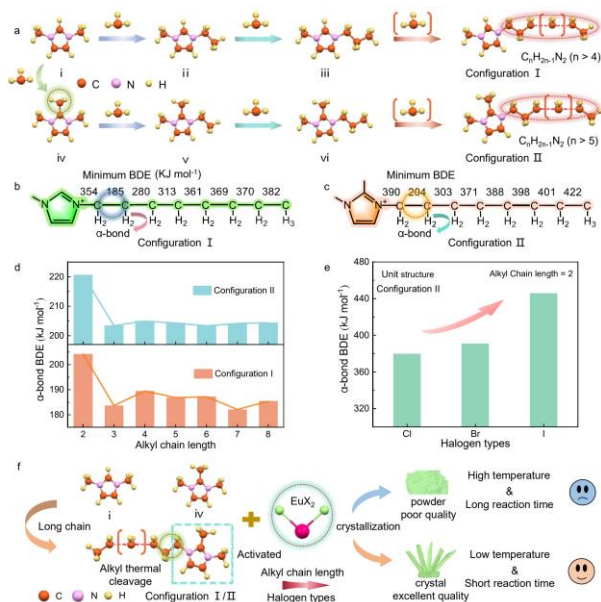 a
i
ii
iii
Configuration I
CₙH₂ₙ₋₁N₂ (n > 4)
C N H
iv
v
vi
Configuration II
CₙH₂ₙ₋₁N₂ (n > 5)
b
Minimum BDE (KJ mol⁻¹)
354 185 280 313 361 369 370 382
N N⁺ C C C C C C C C
H₂ H₂ H₂ H₂ H₂ H₂ H₂ H₃
α-bond
Configuration I
c
Minimum BDE
390 204 303 371 388 398 401 422
N N⁺ C C C C C C C C
H₂ H₂ H₂ H₂ H₂ H₂ H₂ H₃
α-bond
Configuration II
d
α-bond BDE (kJ mol⁻¹)
220
210
200
Configuration II
200
190
180
Configuration I
2 3 4 5 6 7 8
Alkyl chain length
e
α-bond BDE (kJ mol⁻¹)
480
440
400
360
300
Unit structure
Configuration II
Alkyl Chain length = 2
Cl Br I
Halogen types
f
i
iv
Long chain
Alkyl thermal
cleavage
Configuration I/II
Activated
EuX₂
crystallization
Alkyl chain length
Halogen types
powder
poor quality
High temperature
&
Long reaction time
crystal
excellent quality
Low temperature
&
Short reaction time
C N H